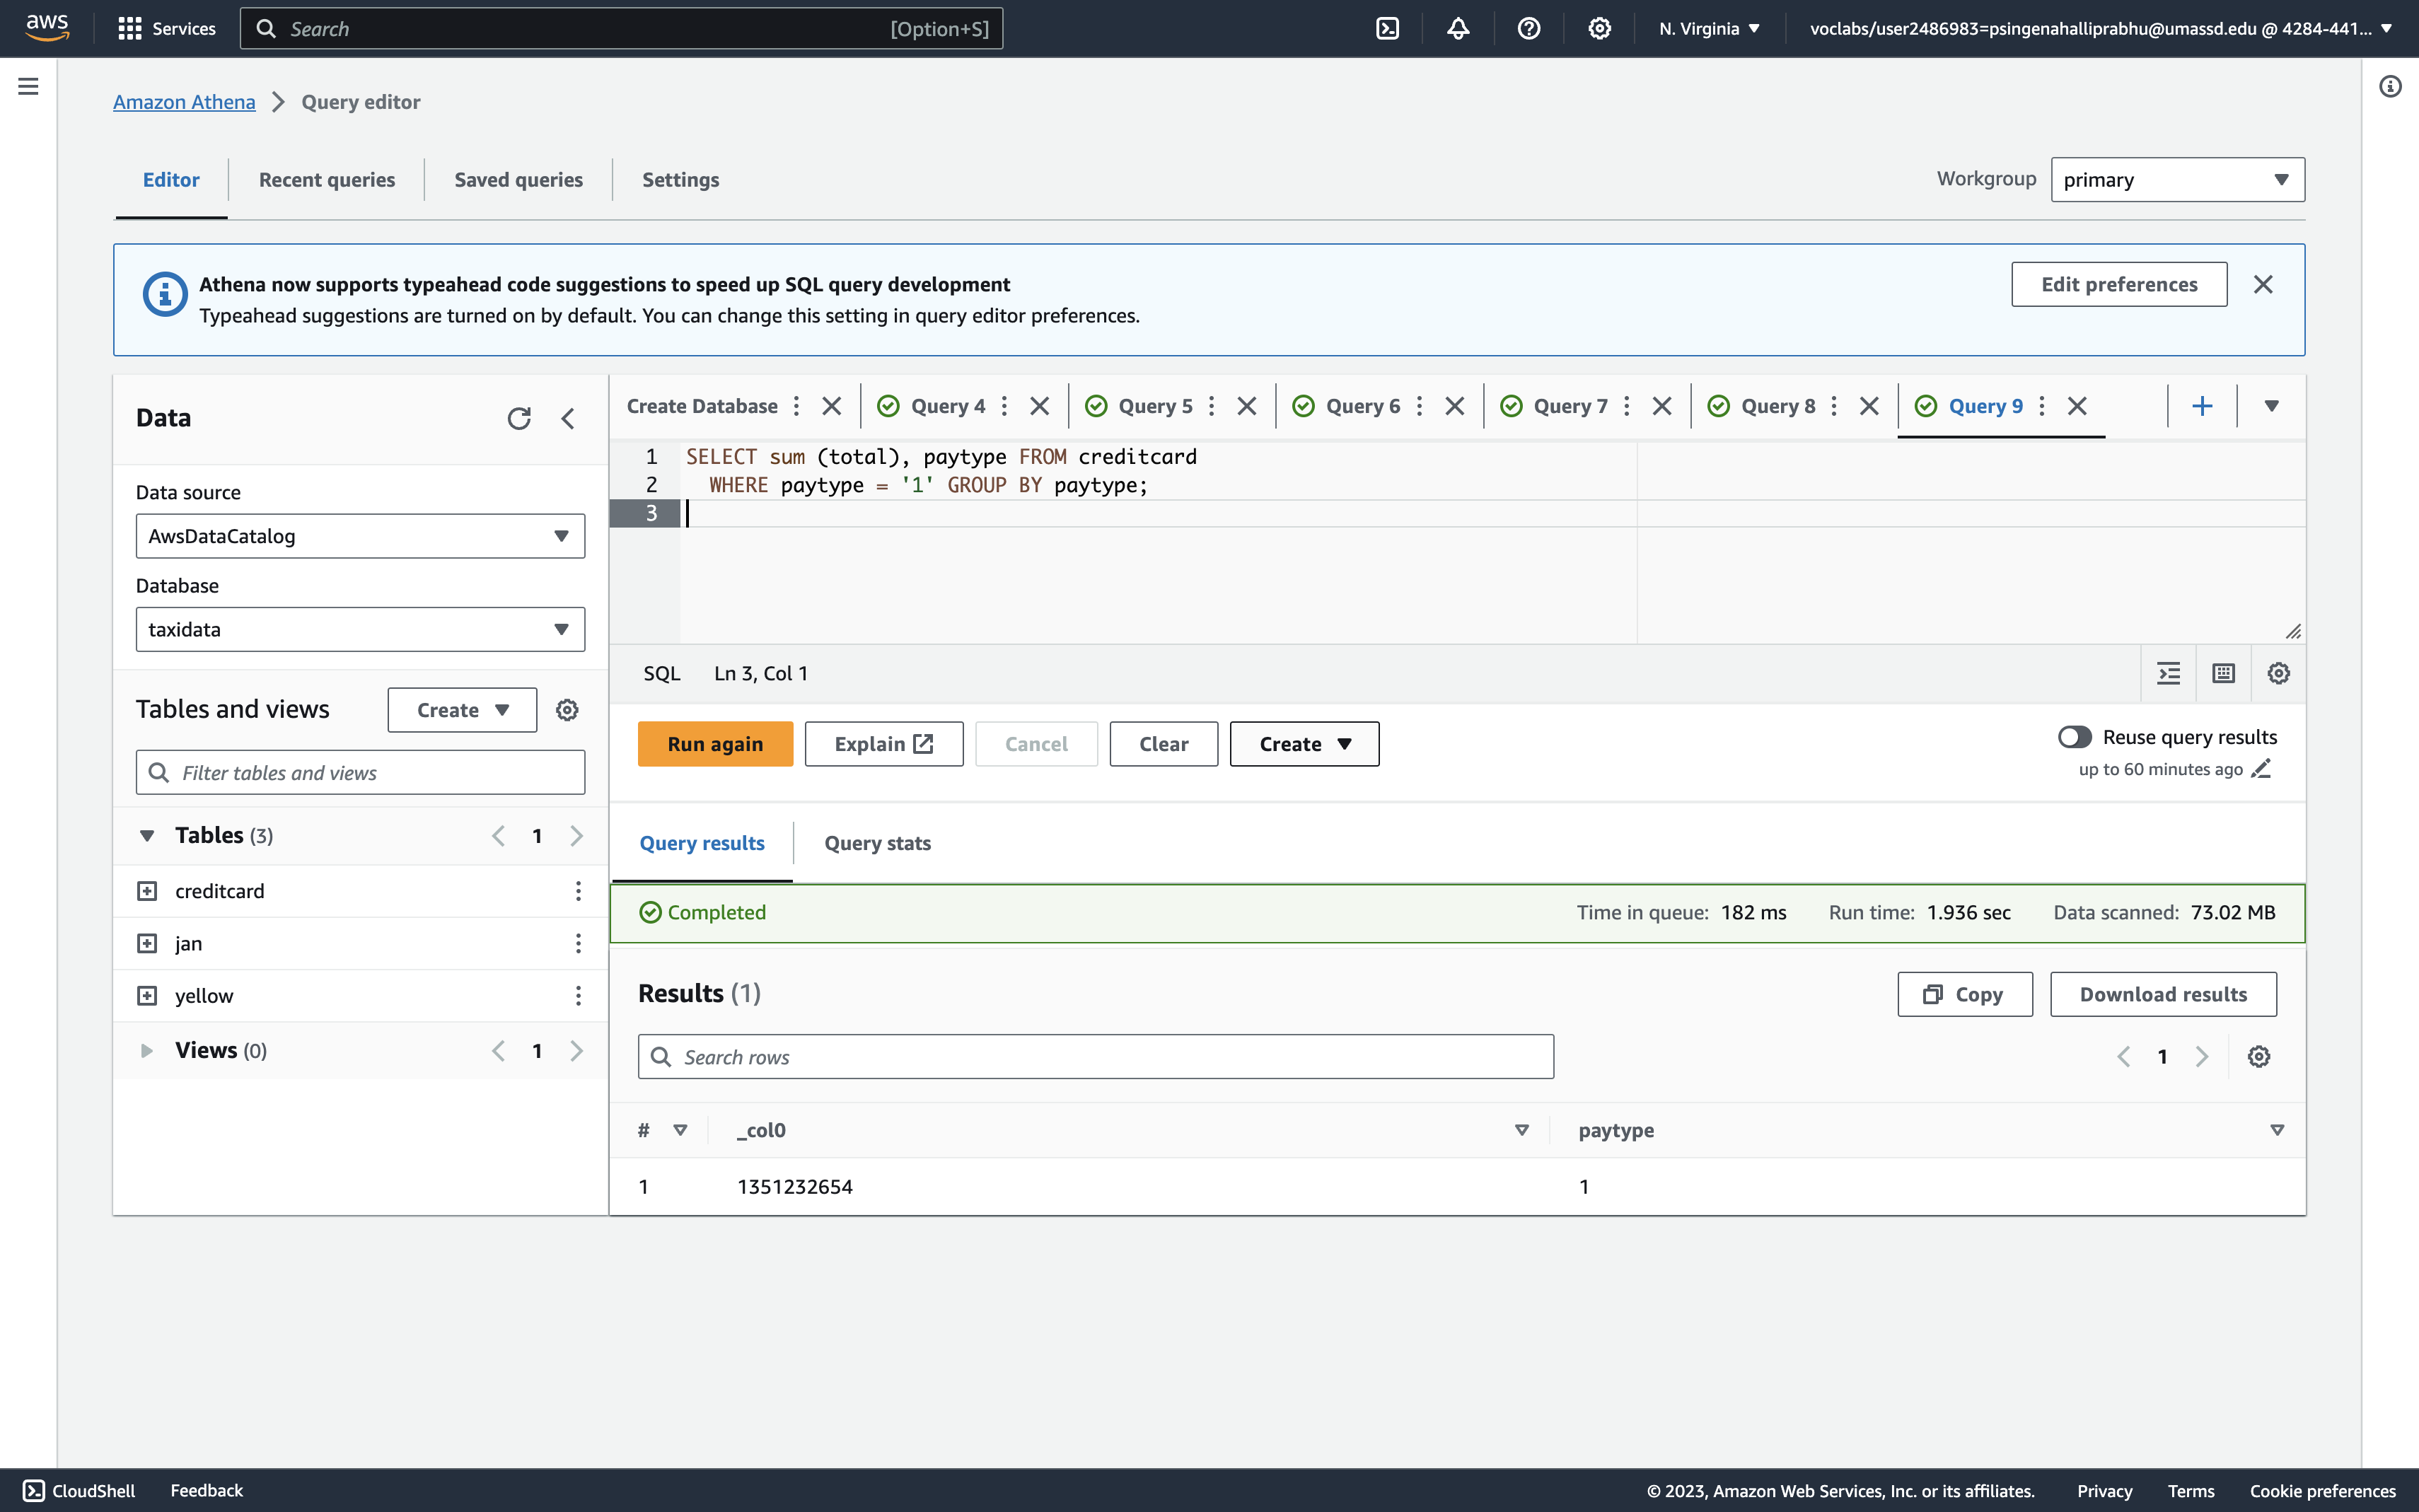 aws Services Search [Option+S] N. Virginia voclabs/user2486983=psingenahalliprabhu@umassd.edu @ 4284-441...
Amazon Athena Query editor
Editor Recent queries Saved queries Settings Workgroup primary
Athena now supports typeahead code suggestions to speed up SQL query development
Typeahead suggestions are turned on by default. You can change this setting in query editor preferences.
Edit preferences
Data
Data source
AwsDataCatalog
Database
taxidata
Tables and views Create
Filter tables and views
Tables (3) 1
creditcard
jan
yellow
Views (0) 1
Create Database Query 4 Query 5 Query 6 Query 7 Query 8 Query 9
1 SELECT sum (total), paytype FROM creditcard
2 WHERE paytype = '1' GROUP BY paytype;
3
SQL Ln 3, Col 1
Run again Explain Cancel Clear Create
Reuse query results
up to 60 minutes ago
Query results Query stats
Completed Time in queue: 182 ms Run time: 1.936 sec Data scanned: 73.02 MB
Results (1) Copy Download results
Search rows 1
# _col0 paytype
1 1351232654 1
CloudShell Feedback © 2023, Amazon Web Services, Inc. or its affiliates. Privacy Terms Cookie preferences